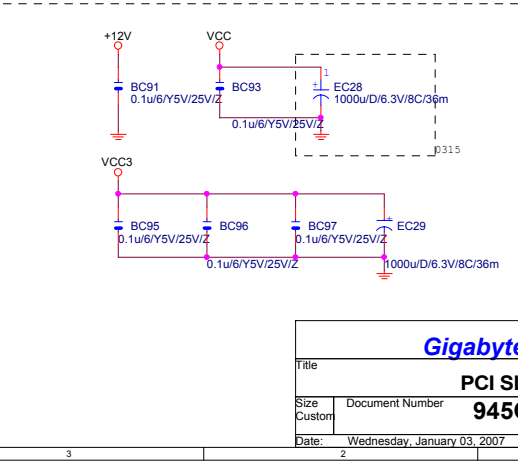 +12V
VCC
BC91
0.1u/6/Y5V/25V/Z
BC93
0.1u/6/Y5V/25V/Z
1
+
EC28
1000u/D/6.3V/8C/36m
0315
VCC3
BC95
0.1u/6/Y5V/25V/Z
BC96
0.1u/6/Y5V/25V/Z
BC97
0.1u/6/Y5V/25V/Z
+
EC29
1000u/D/6.3V/8C/36m
Gigabyte
Title
PCI
Size
Custom
Document Number
945
Date: Wednesday, January 03, 2007
3
2